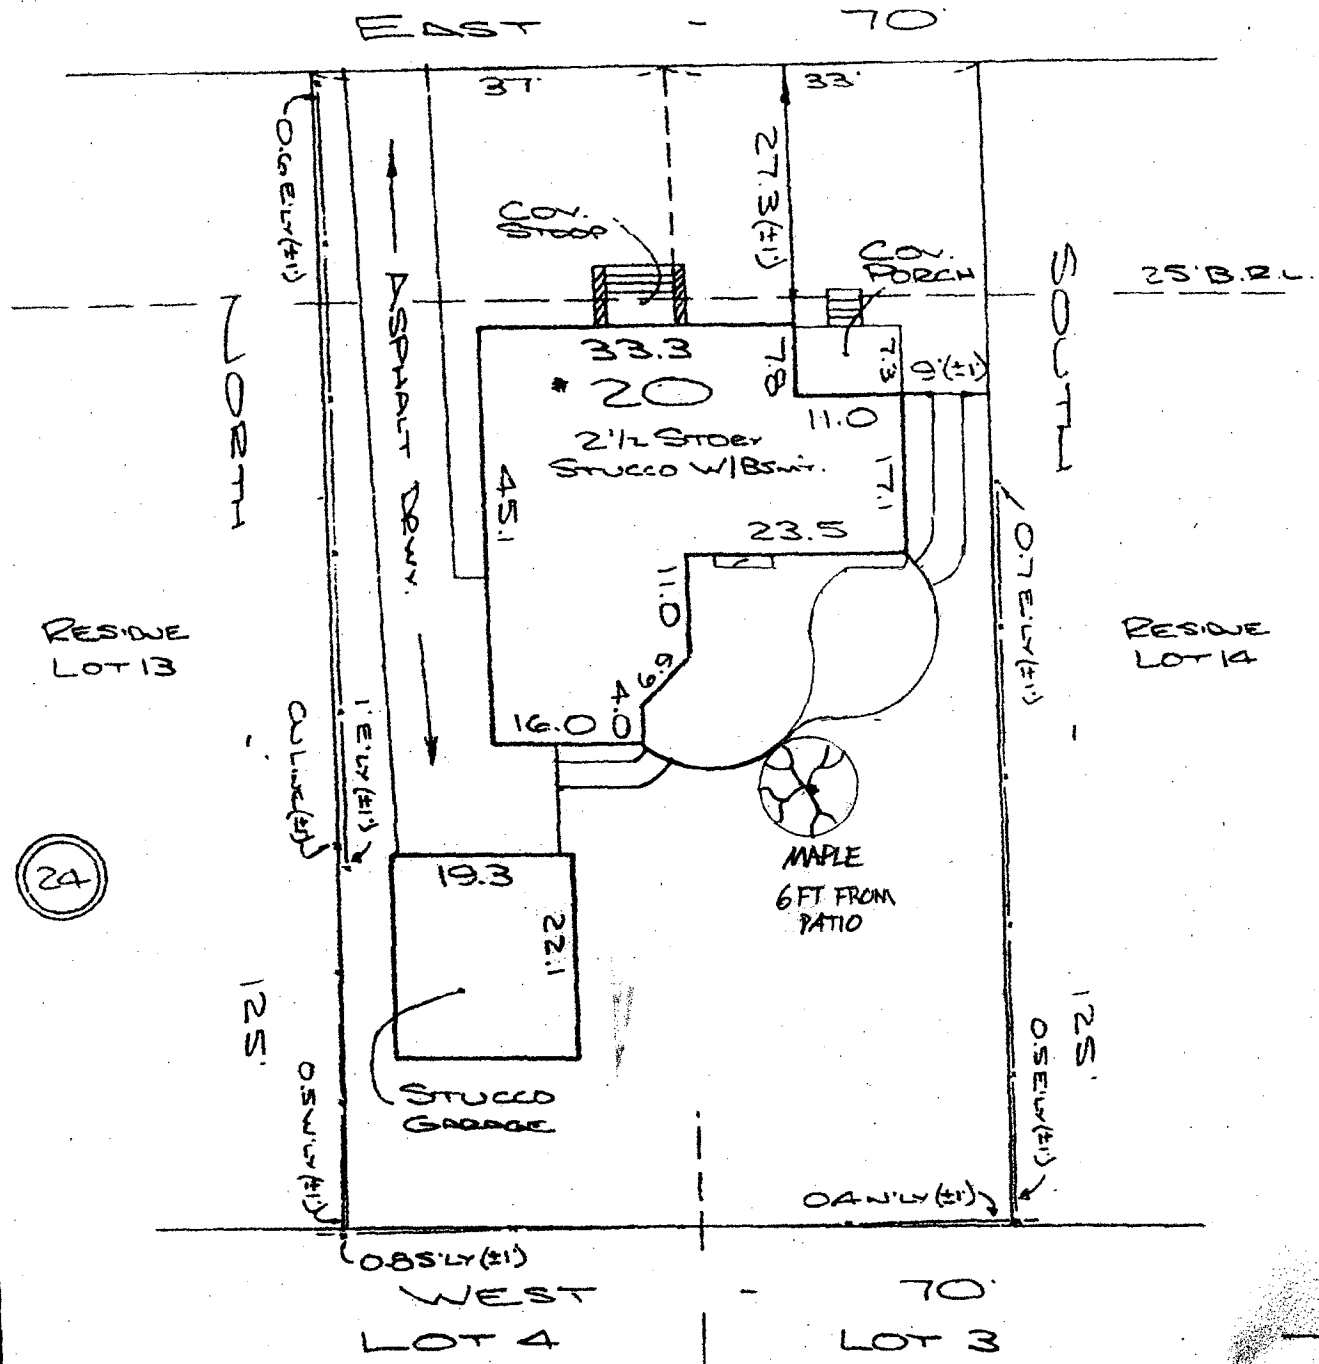 EAST - 70'
37'
33'
0.6 E'LY (±1')
27.3 (±1')
COV.
STOOP
COV.
PORCH
25' B.R.L.
NORTH
SOUTH
ASPHALT DRWY.
33.3
7.8
7.3
9' (±1')
# 20
11.0
2 1/2 STORY
STUCCO W/BSMT.
45.1
17.1
23.5
11.0
6.9
4.0
16.0
0.7 E'LY (±1')
RESIDUE
LOT 13
RESIDUE
LOT 14
ON LINE (±1')
1' E'LY (±1')
24
19.3
22.1
MAPLE
6 FT FROM
PATIO
125'
125'
STUCCO
GARAGE
0.5 W'LY (±1')
0.5 E'LY (±1')
0.4 N'LY (±1')
0.8 S'LY (±1')
WEST - 70'
LOT 4
LOT 3